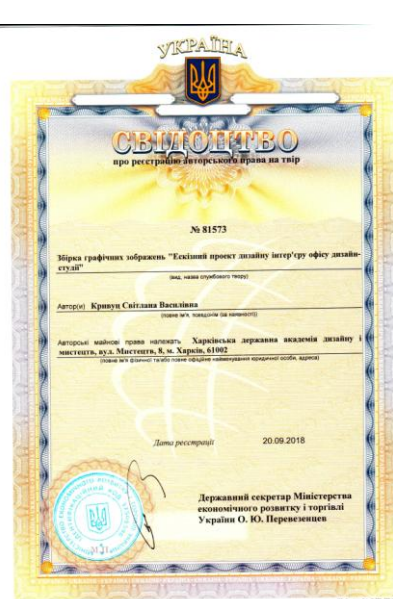 УКРАЇНА
СВІДОЦТВО
про реєстрацію авторського права на твір
№ 81573
Збірка графічних зображень "Ескізний проект дизайну інтер'єру офісу дизайн-
студії"
(вид, назва службового твору)
Автор(и) Кривуц Світлана Василівна
(повне ім'я, псевдонім (за наявності))
Авторські майнові права належать Харківська державна академія дизайну і
мистецтв, вул. Мистецтв, 8, м. Харків, 61002
(повне ім'я фізичної та/або повне офіційне найменування юридичної особи, адреса)
Дата реєстрації 20.09.2018
Державний секретар Міністерства
економічного розвитку і торгівлі
України О. Ю. Перевезенцев